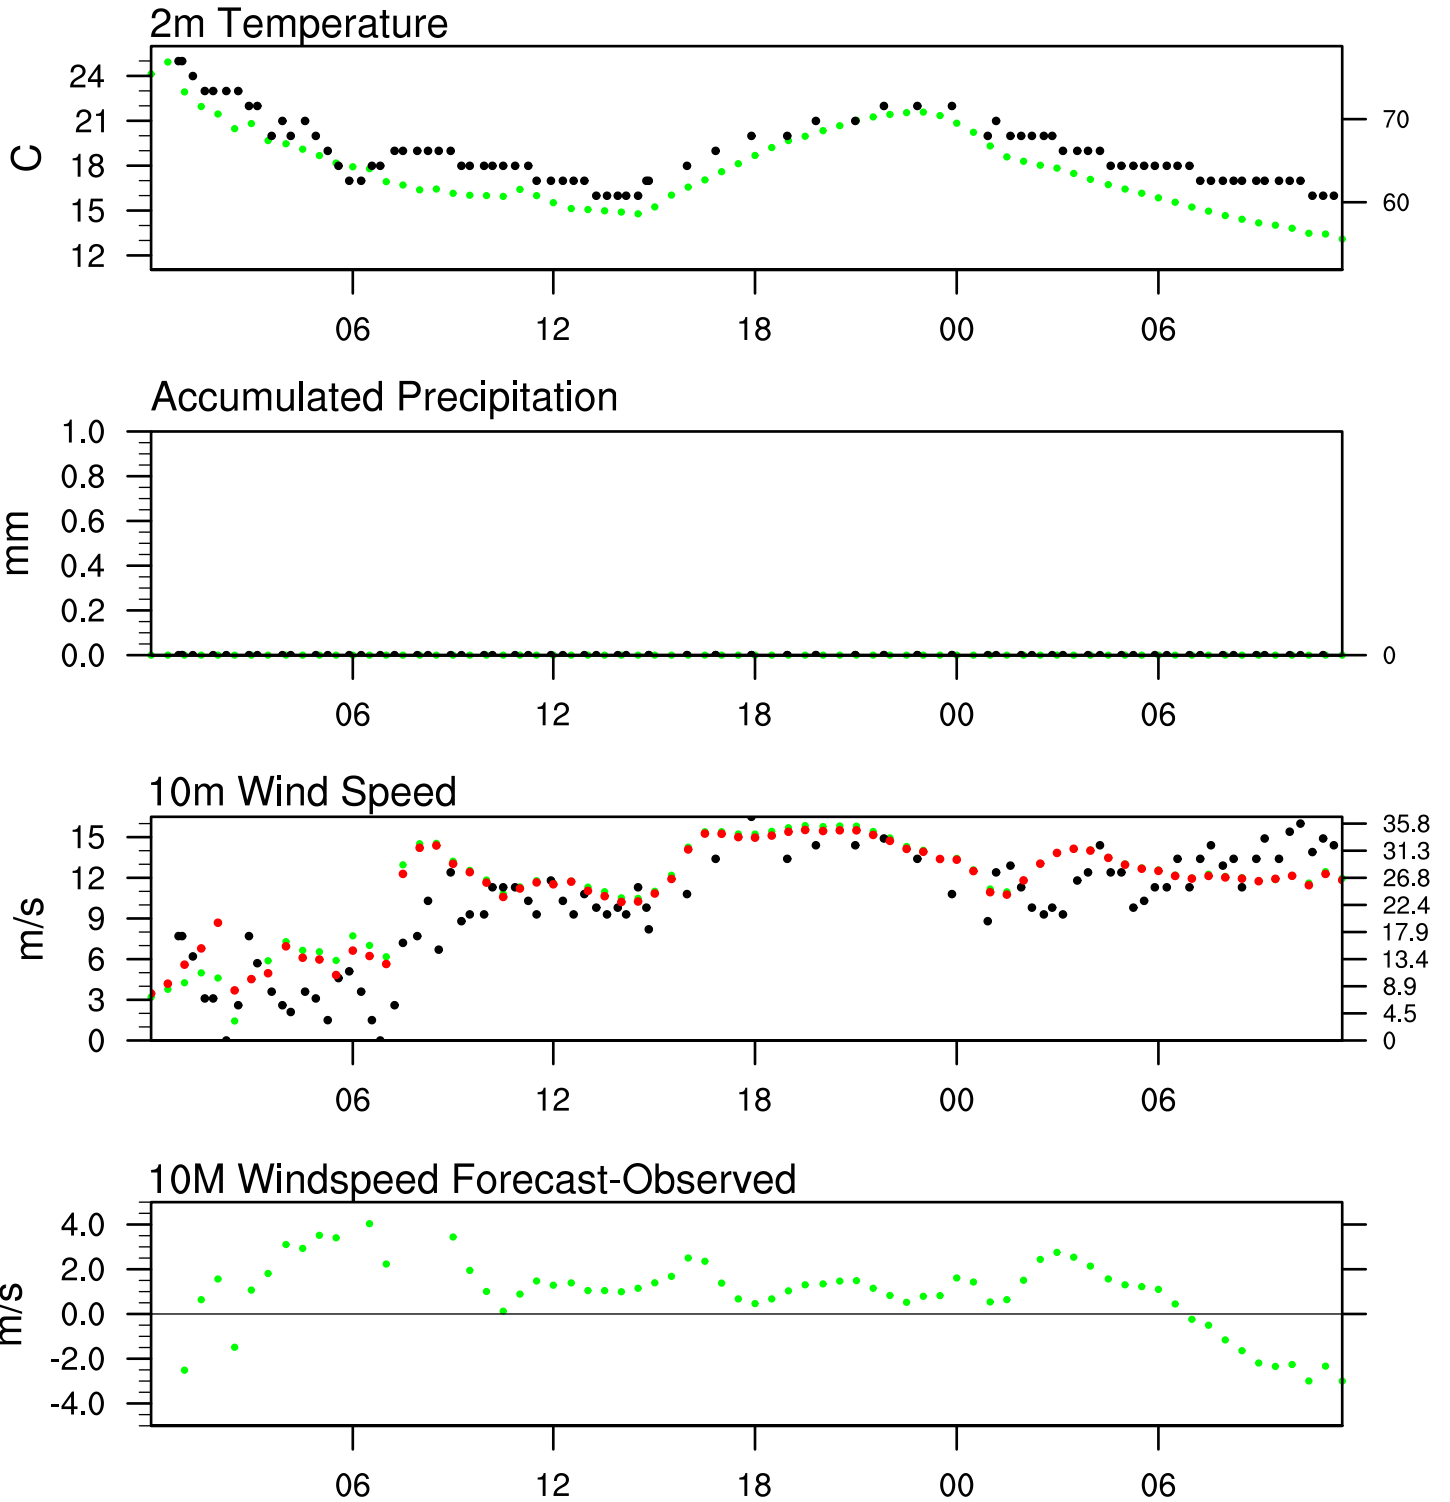 2m Temperature
24
21
18
15
12
C
70
60
06 12 18 00 06
Accumulated Precipitation
1.0
0.8
0.6
0.4
0.2
0.0
mm
0
06 12 18 00 06
10m Wind Speed
15
12
9
6
3
0
m/s
35.8
31.3
26.8
22.4
17.9
13.4
8.9
4.5
0
06 12 18 00 06
10M Windspeed Forecast-Observed
4.0
2.0
0.0
-2.0
-4.0
m/s
06 12 18 00 06